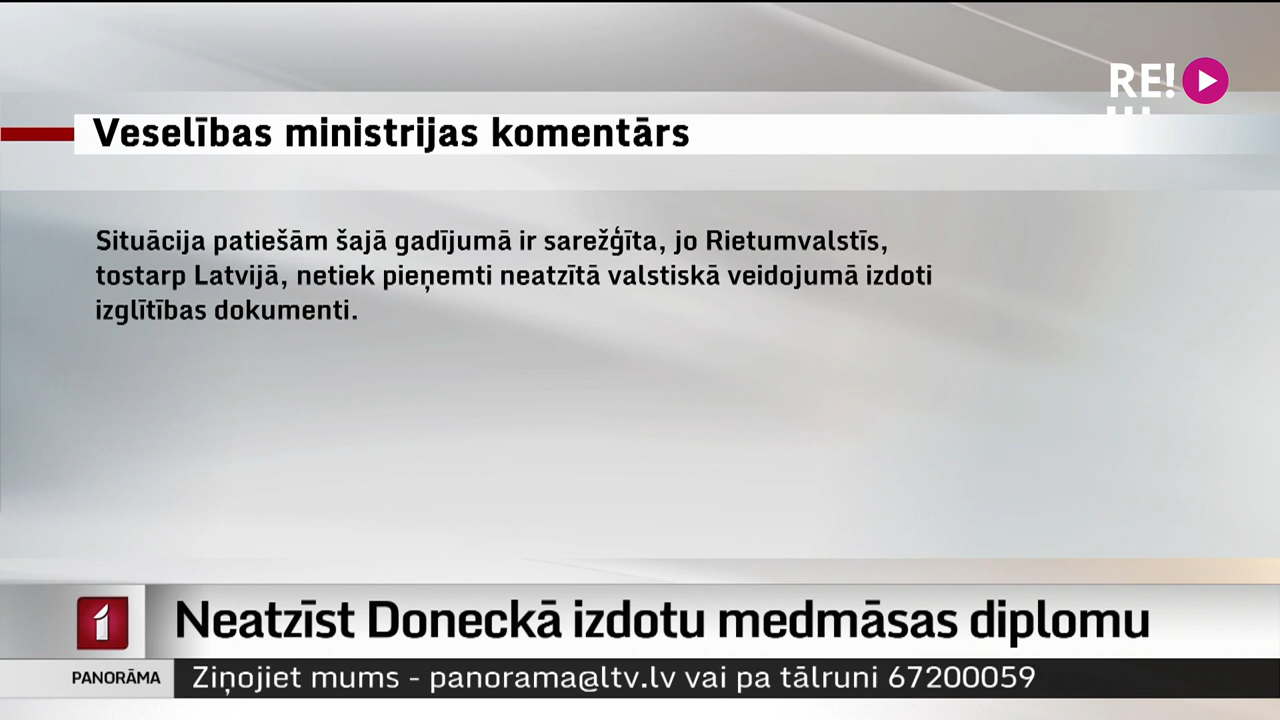 RE!
Veselības ministrijas komentārs
Situācija patiešām šajā gadījumā ir sarežģīta, jo Rietumvalstīs,
tostarp Latvijā, netiek pieņemti neatzītā valstiskā veidojumā izdoti
izglītības dokumenti.
1
Neatzīst Doneckā izdotu medmāsas diplomu
PANORĀMA
Ziņojiet mums - panorama@ltv.lv vai pa tālruni 67200059